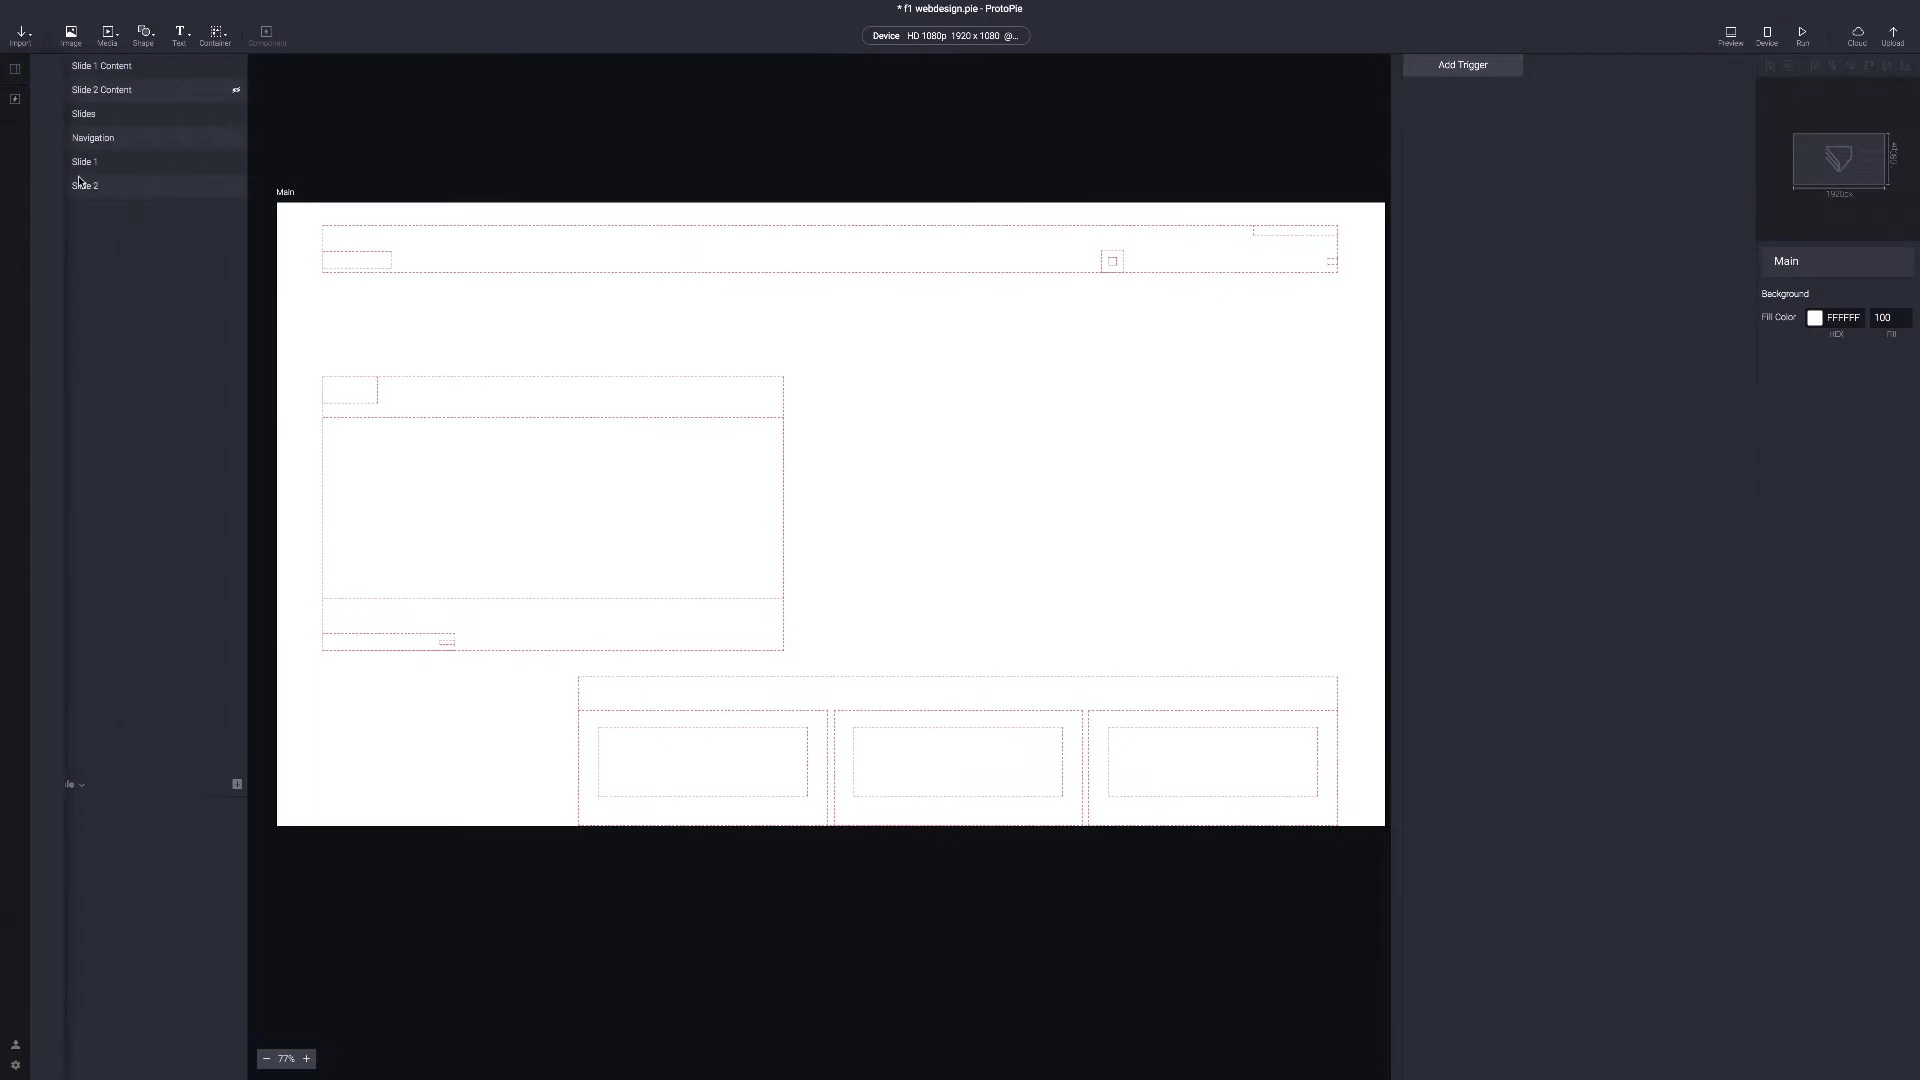 * f1 webdesign.pie - ProtoPie
Import
Image
Media
Shape
Text
Container
Component
Device HD 1080p 1920 x 1080 @...
Preview
Device
Run
Cloud
Upload
Slide 1 Content
Slide 2 Content
Slides
Navigation
Slide 1
Slide 2
Add Trigger
Main
1080px
1920px
Main
Background
Fill Color FFFFFF 100
HEX Fill
77%